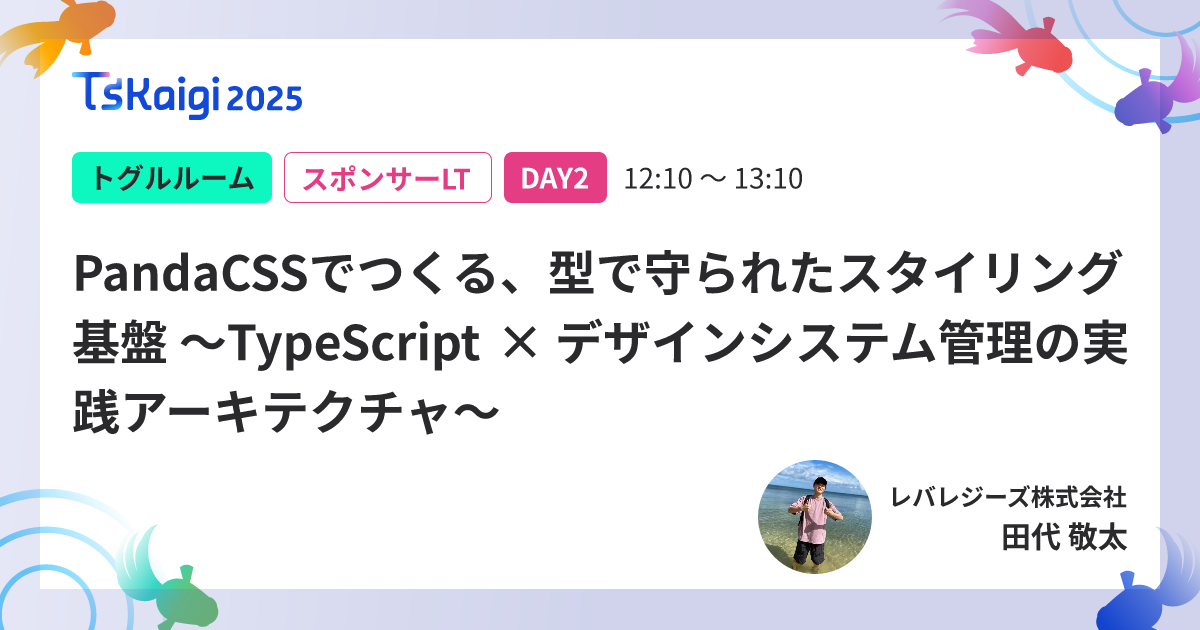 TSKaigi 2025
トグルルーム スポンサーLT DAY2 12:10 〜 13:10
PandaCSSでつくる、型で守られたスタイリング
基盤 〜TypeScript × デザインシステム管理の実
践アーキテクチャ〜
レバレジーズ株式会社
田代 敬太